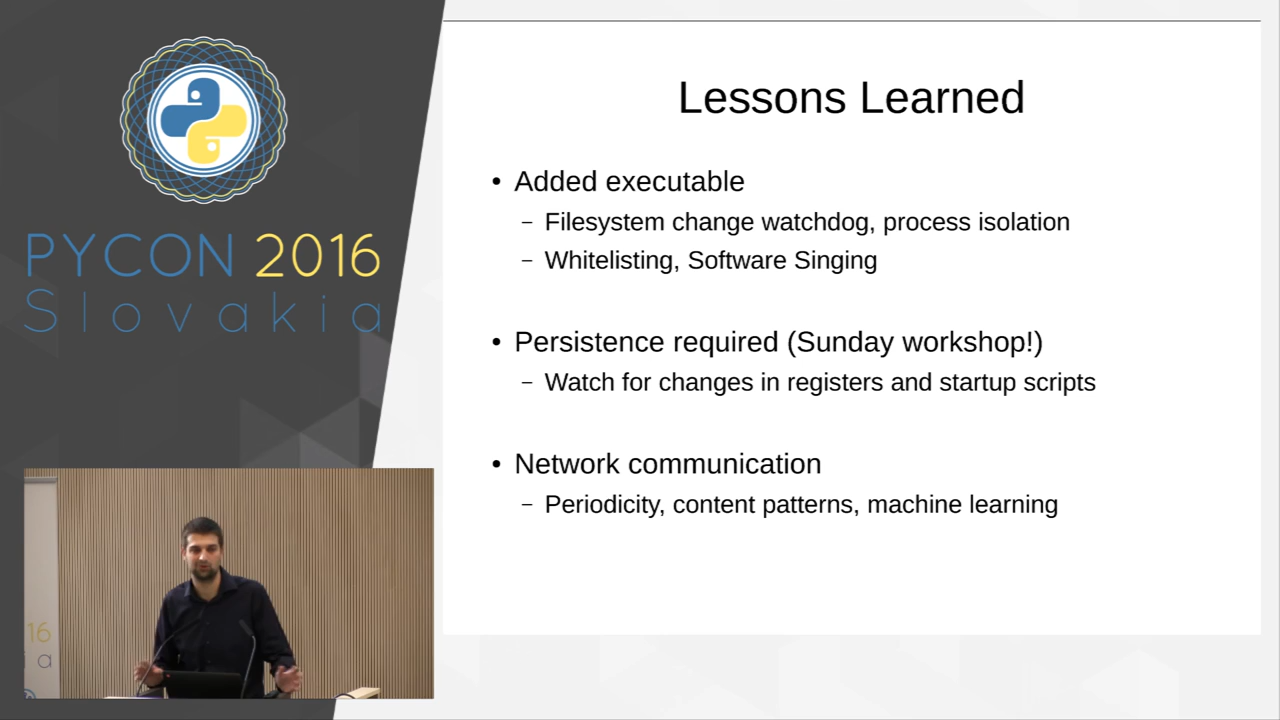 PYCON 2016
Slovakia
Lessons Learned
• Added executable
– Filesystem change watchdog, process isolation
– Whitelisting, Software Singing
• Persistence required (Sunday workshop!)
– Watch for changes in registers and startup scripts
• Network communication
– Periodicity, content patterns, machine learning
16
i a